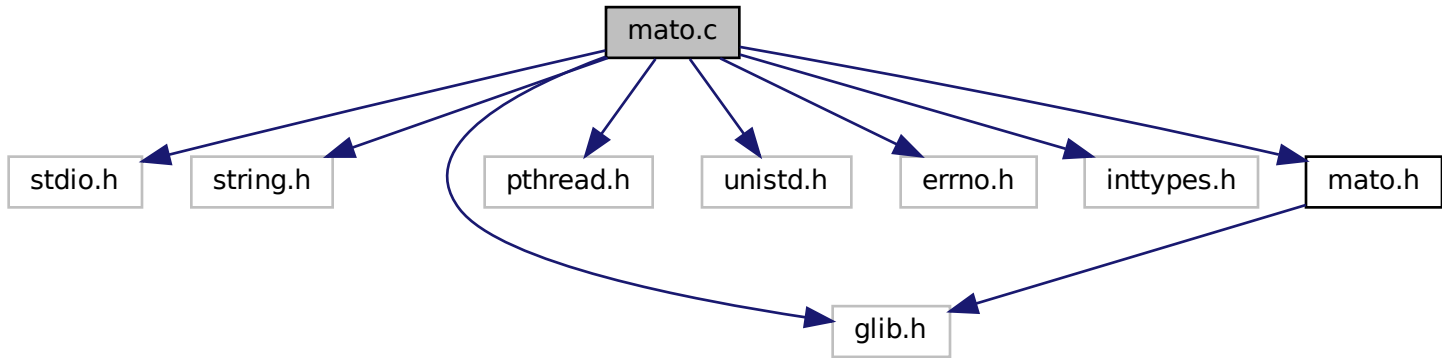 mato.c
stdio.h
string.h
pthread.h
unistd.h
errno.h
inttypes.h
mato.h
glib.h